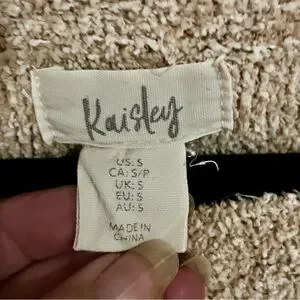 Kaisley
US: S
CA: S/P
UK: S
EU: S
AU: S
MADE IN
CHINA